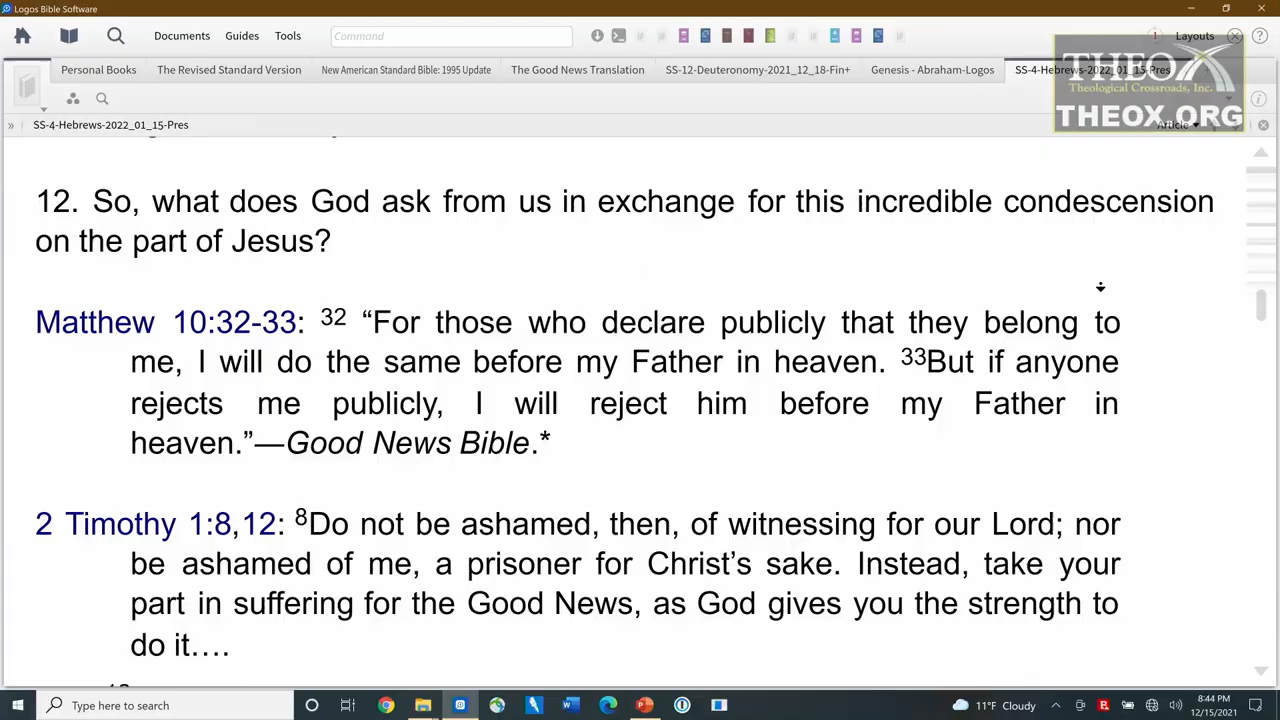 Logos Bible Software
Documents Guides Tools Command Layouts
Personal Books The Revised Standard Version The Good News Translation SS-12-Deuteronomy-2021_12_18-Fin+ enesis - Abraham-Logos SS-4-Hebrews-2022_01_15-Pres
THEOX
Theological Crossroads, Inc.
THEOX.ORG
SS-4-Hebrews-2022_01_15-Pres Article
12. So, what does God ask from us in exchange for this incredible condescension
on the part of Jesus?
Matthew 10:32-33: 32 “For those who declare publicly that they belong to
me, I will do the same before my Father in heaven. 33But if anyone
rejects me publicly, I will reject him before my Father in
heaven.”—Good News Bible.*
2 Timothy 1:8,12: 8Do not be ashamed, then, of witnessing for our Lord; nor
be ashamed of me, a prisoner for Christ’s sake. Instead, take your
part in suffering for the Good News, as God gives you the strength to
do it….
Type here to search
11°F Cloudy
8:44 PM
12/15/2021